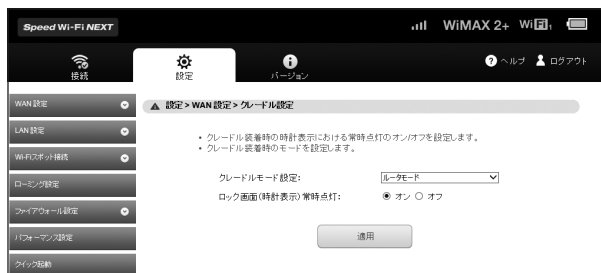 Speed Wi-Fi NEXT
WiMAX 2+ WiFi
接続
設定
バージョン
ヘルプ
ログアウト
WAN 設定
LAN 設定
Wi-Fiスポット接続
ローミング設定
ファイアウォール設定
パフォーマンス設定
クイック起動
設定 > WAN 設定 > クレードル設定
• クレードル装着時の時計表示における常時点灯のオン/オフを設定します。
• クレードル装着時のモードを設定します。
クレードルモード設定: ルータモード
ロック画面(時計表示)常時点灯: オン オフ
適用